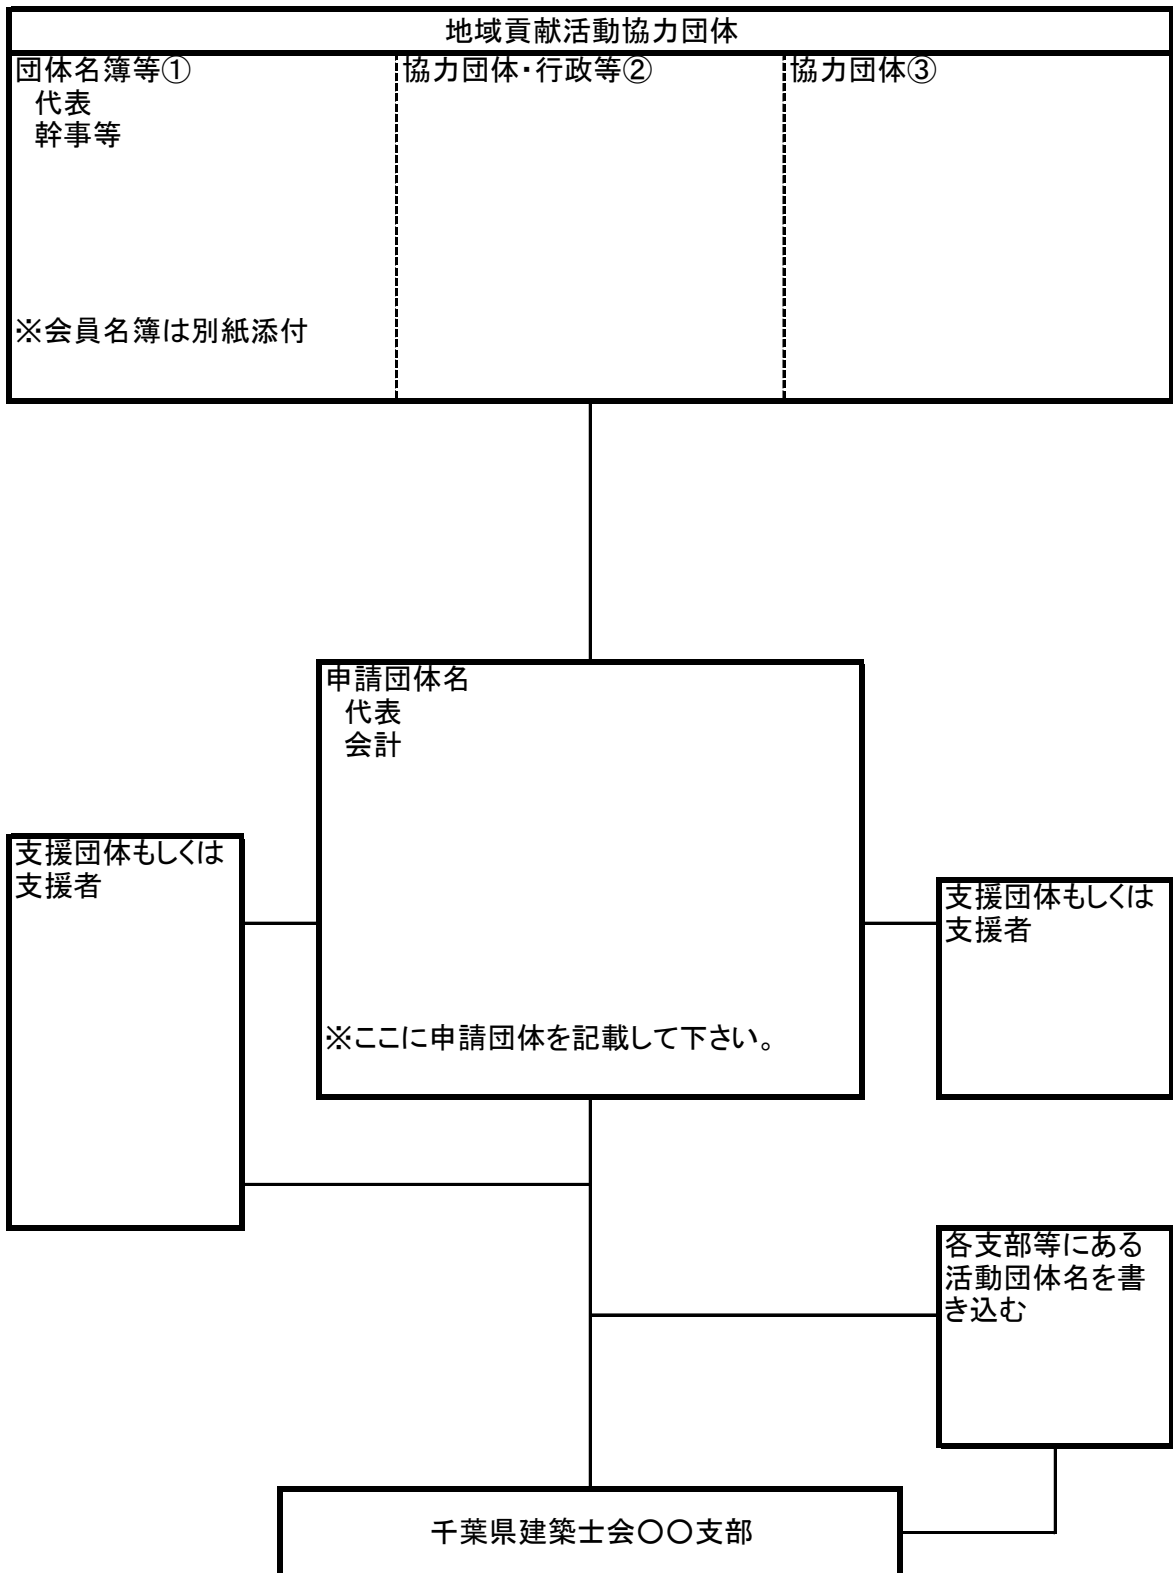 地域貢献活動協力団体
団体名簿等①
代表
幹事等
※会員名簿は別紙添付
協力団体・行政等②
協力団体③
申請団体名
代表
会計
※ここに申請団体を記載して下さい。
支援団体もしくは
支援者
支援団体もしくは
支援者
各支部等にある
活動団体名を書
き込む
千葉県建築士会〇〇支部